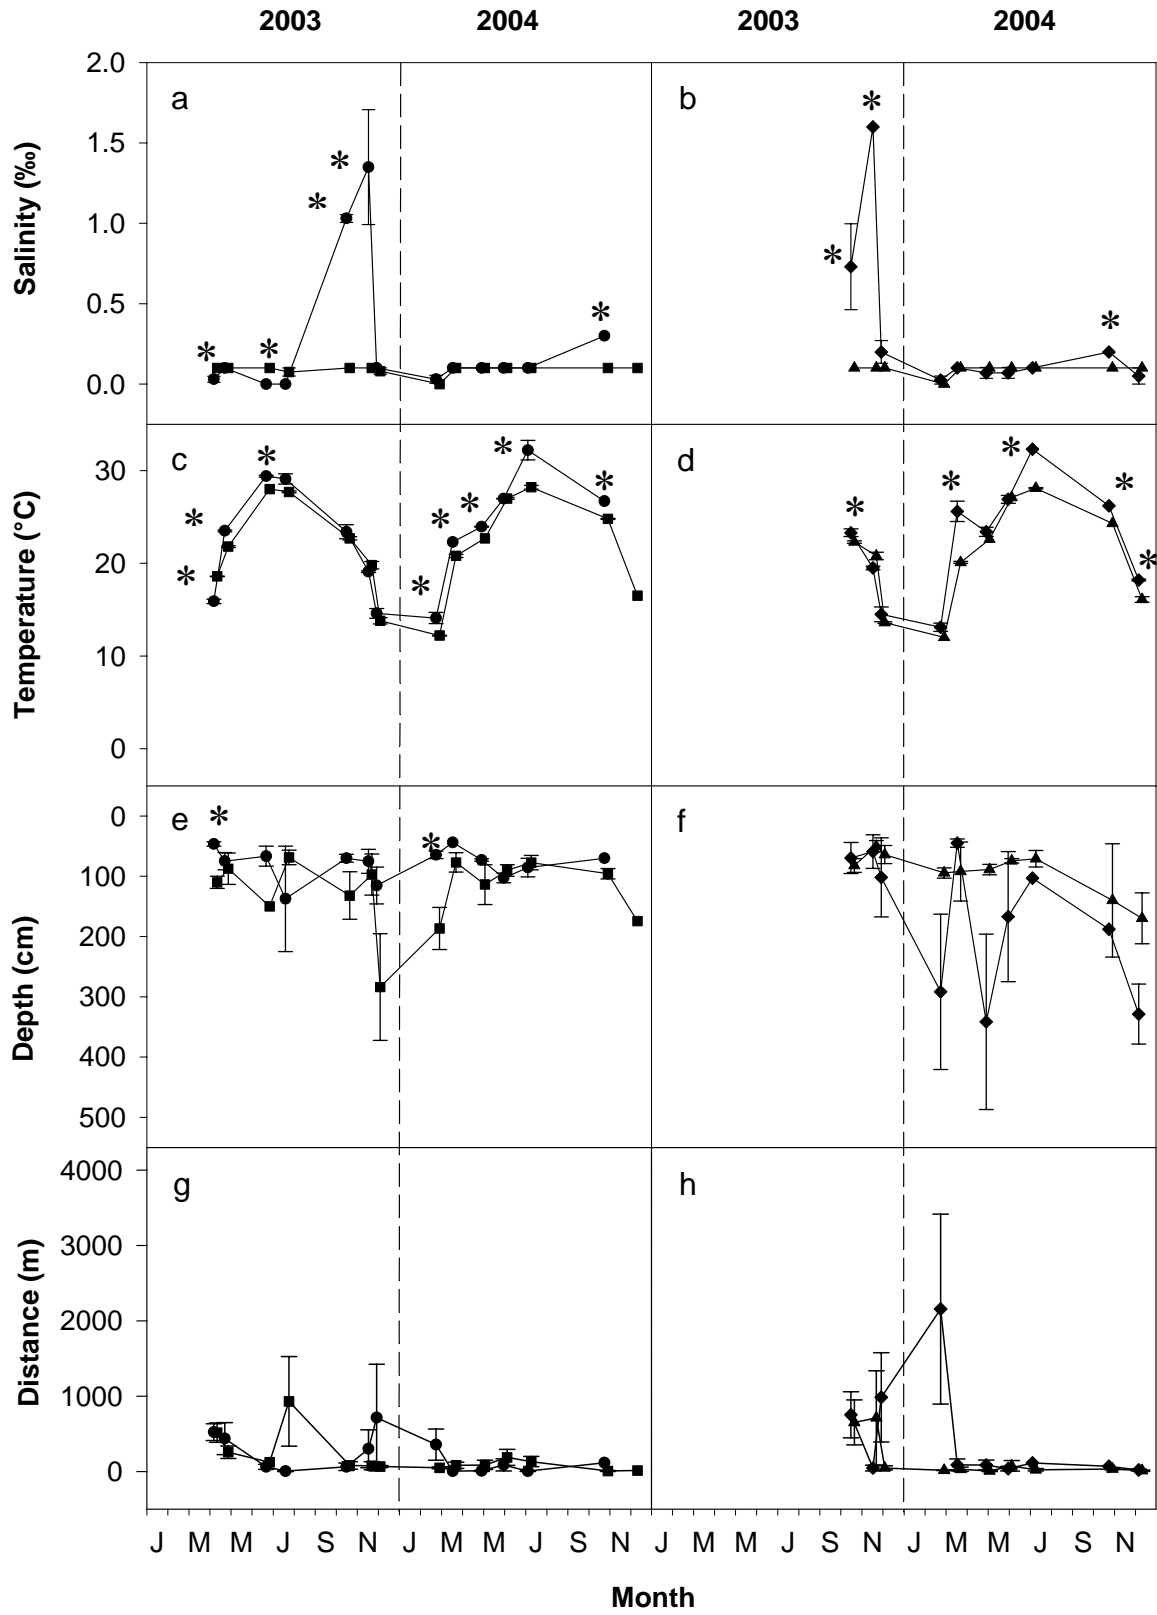 2003 2004 2003 2004
Salinity (‰)
2.0
1.5
1.0
0.5
0.0
a
* * * * *
b
* * *
Temperature (°C)
30
20
10
0
c
* * * * * * * *
d
* * * * *
Depth (cm)
0
100
200
300
400
500
e
* *
f
Distance (m)
4000
3000
2000
1000
0
g
h
J M M J S N J M M J S N J M M J S N J M M J S N
Month